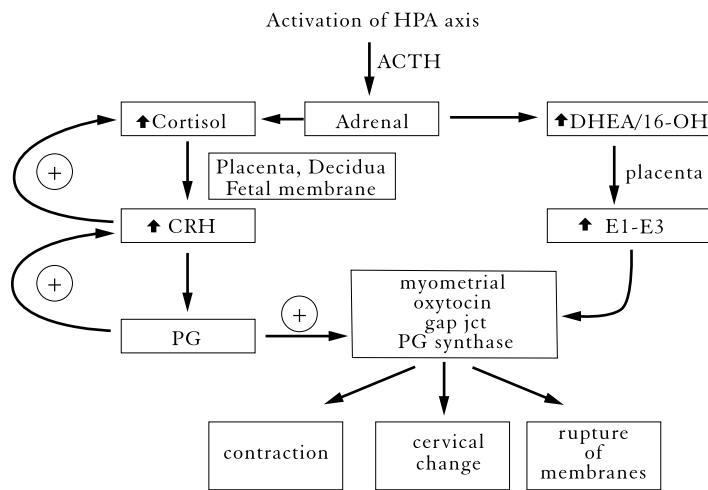 Activation of HPA axis
ACTH
⬆Cortisol
Adrenal
⬆DHEA/16-OH
+
Placenta, Decidua
Fetal membrane
placenta
⬆ CRH
⬆ E1-E3
+
myometrial
oxytocin
gap jct
PG synthase
PG
+
contraction
cervical
change
rupture
of
membranes